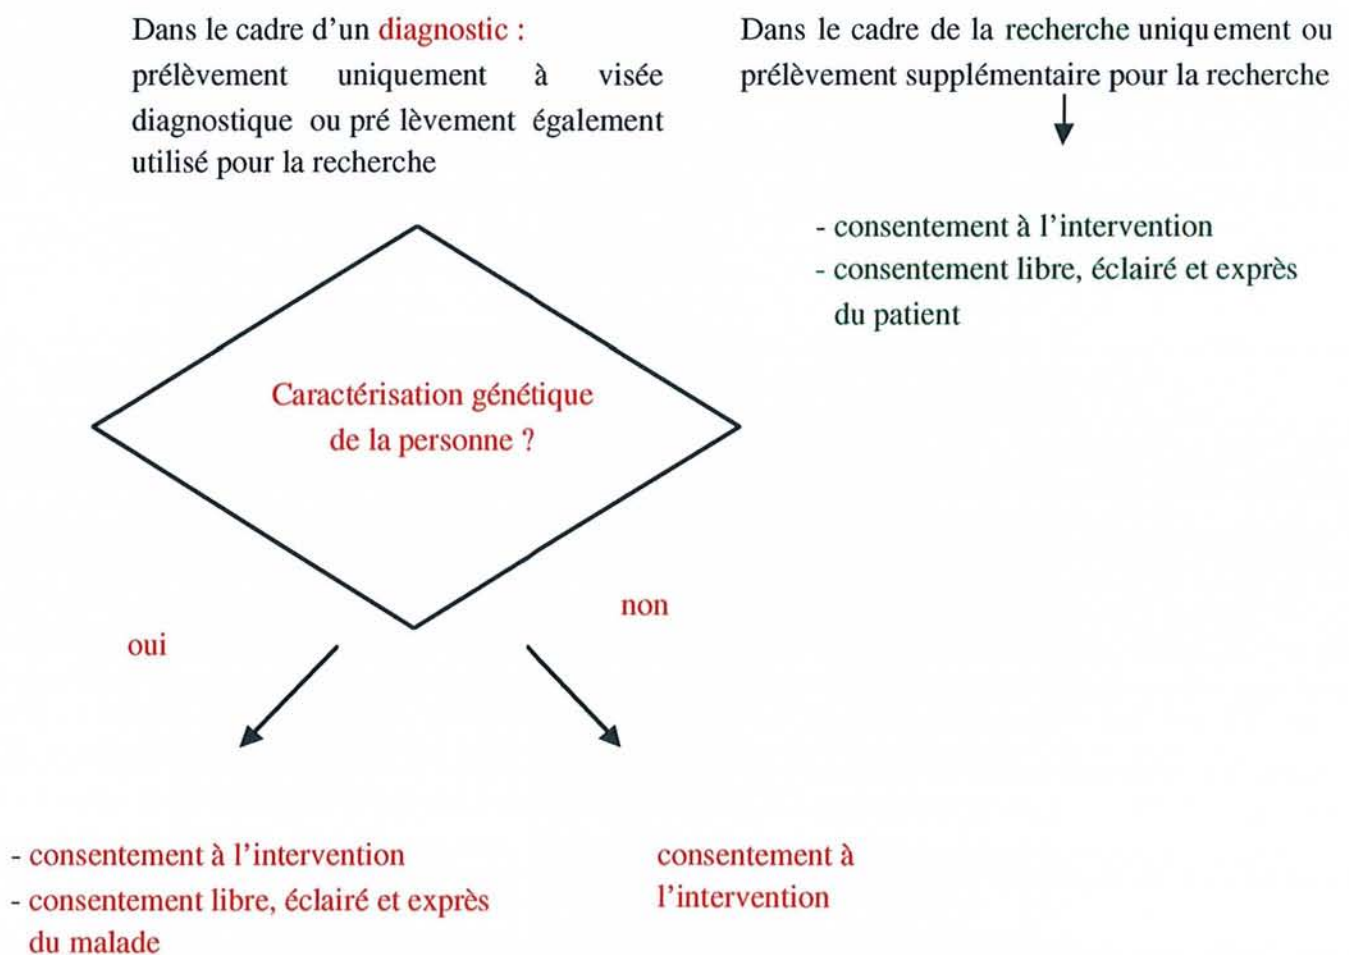 Dans le cadre d'un diagnostic :
prélèvement uniquement à visée
diagnostique ou pré lèvement également
utilisé pour la recherche
Dans le cadre de la recherche uniqu ement ou
prélèvement supplémentaire pour la recherche
- consentement à l'intervention
- consentement libre, éclairé et exprès
du patient
Caractérisation génétique
de la personne ?
non
oui
- consentement à l'intervention
- consentement libre, éclairé et exprès
du malade
consentement à
l'intervention